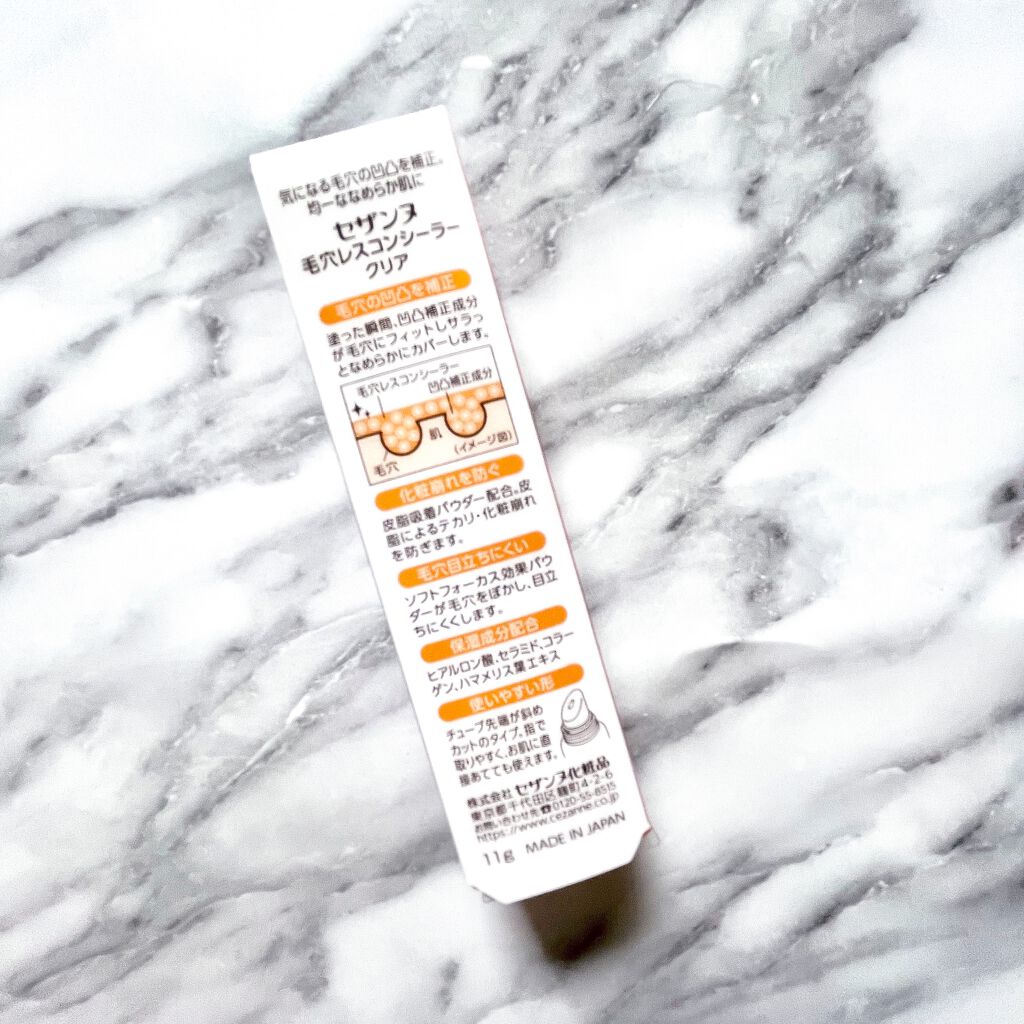 気になる毛穴の凹凸を補正。
均一ななめらか肌に
セザンヌ
毛穴レスコンシーラー
クリア
毛穴の凹凸を補正
塗った瞬間、凹凸補正成分
が毛穴にフィットしサラっ
となめらかにカバーします。
毛穴レスコンシーラー
凹凸補正成分
肌
毛穴
(イメージ図)
化粧崩れを防ぐ
皮脂吸着パウダー配合。皮
脂によるテカリ・化粧崩れ
を防ぎます。
毛穴目立ちにくい
ソフトフォーカス効果パウ
ダーが毛穴をぼかし、目立
ちにくくします。
保湿成分配合
ヒアルロン酸、セラミド、コラー
ゲン、ハマメリス葉エキス
使いやすい形
チューブ先端が斜め
カットのタイプ。指で
取りやすく、お肌に直
接あてても使えます。
株式会社 セザンヌ化粧品
東京都千代田区麹町4-2-6
お問い合わせ先☎0120-55-8515
https://www.cezanne.co.jp
11g MADE IN JAPAN